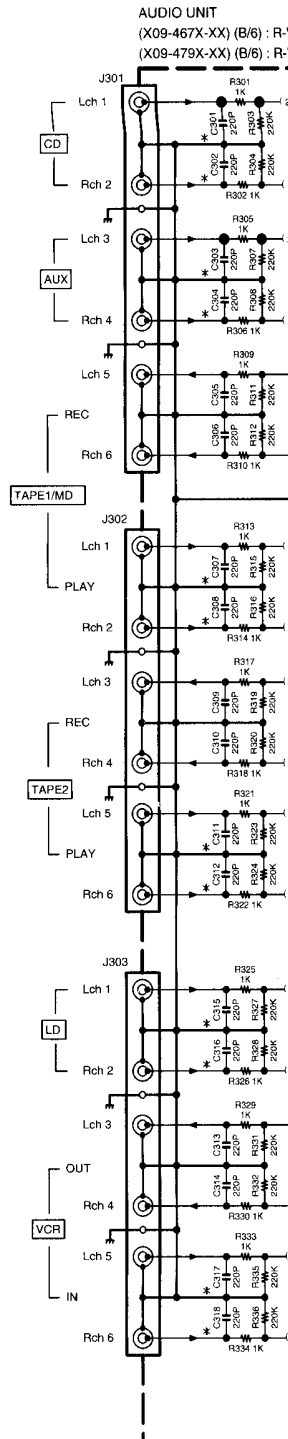 AUDIO UNIT
(X09-467X-XX) (B/6) : R-
(X09-479X-XX) (B/6) : R-
J301
R301
1K
Lch 1
C301
220P
R303
220K
CD
*
C302
220P
R304
220K
*
Rch 2
R302 1K
R305
1K
Lch 3
C303
220P
R307
220K
AUX
*
C304
220P
R308
220K
*
Rch 4
R306 1K
R309
1K
Lch 5
C305
220P
R311
220K
REC
C306
220P
R312
220K
Rch 6
R310 1K
TAPE1/MD
J302
R313
1K
Lch 1
C307
220P
R315
220K
PLAY
*
C308
220P
R316
220K
*
Rch 2
R314 1K
R317
1K
Lch 3
C309
220P
R319
220K
REC
C310
220P
R320
220K
Rch 4
R318 1K
TAPE2
R321
1K
Lch 5
C311
220P
R323
220K
PLAY
*
C312
220P
R324
220K
*
Rch 6
R322 1K
J303
R325
1K
Lch 1
C315
220P
R327
220K
LD
*
C316
220P
R328
220K
*
Rch 2
R326 1K
R329
1K
Lch 3
C313
220P
R331
220K
OUT
C314
220P
R332
220K
Rch 4
R330 1K
VCR
R333
1K
Lch 5
C317
220P
R335
220K
IN
*
C318
220P
R336
220K
*
Rch 6
R334 1K